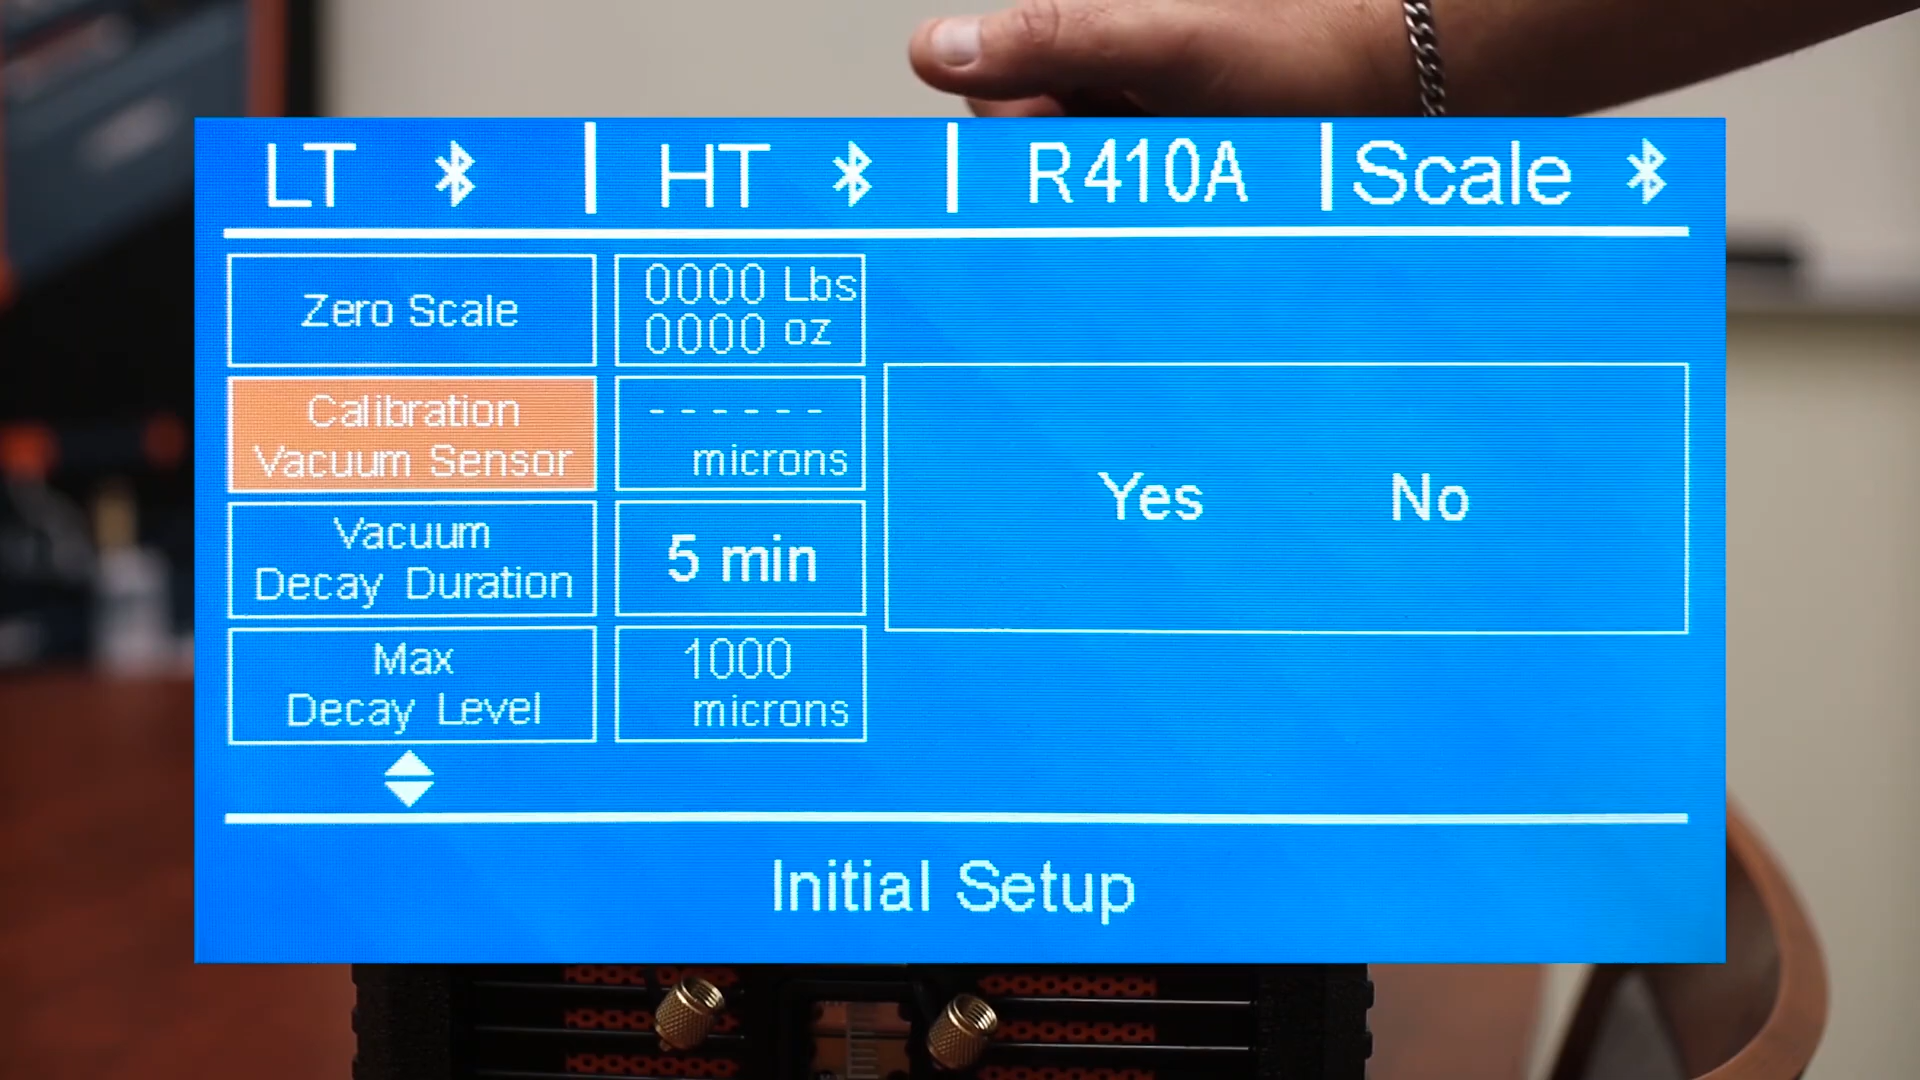 LT HT R410A Scale
Zero Scale
0000 Lbs
0000 oz
Calibration
Vacuum Sensor
- - - - - -
microns
Yes No
Vacuum
Decay Duration
5 min
Max
Decay Level
1000
microns
Initial Setup